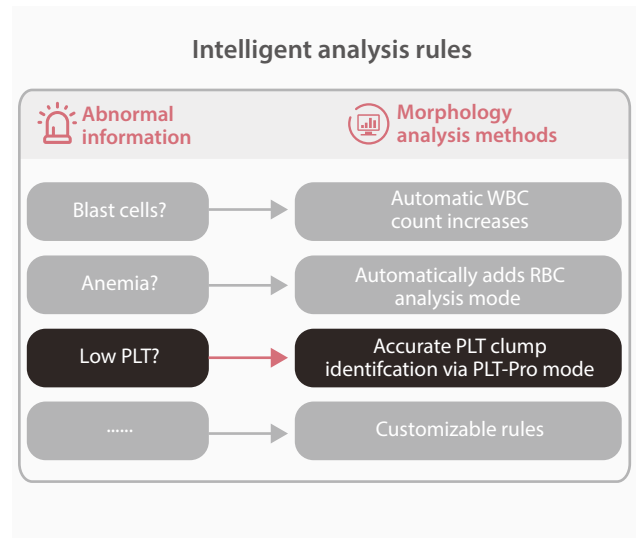 Intelligent analysis rules
Abnormal
information
Morphology
analysis methods
Blast cells?
Automatic WBC
count increases
Anemia?
Automatically adds RBC
analysis mode
Low PLT?
Accurate PLT clump
identifcation via PLT-Pro mode
......
Customizable rules